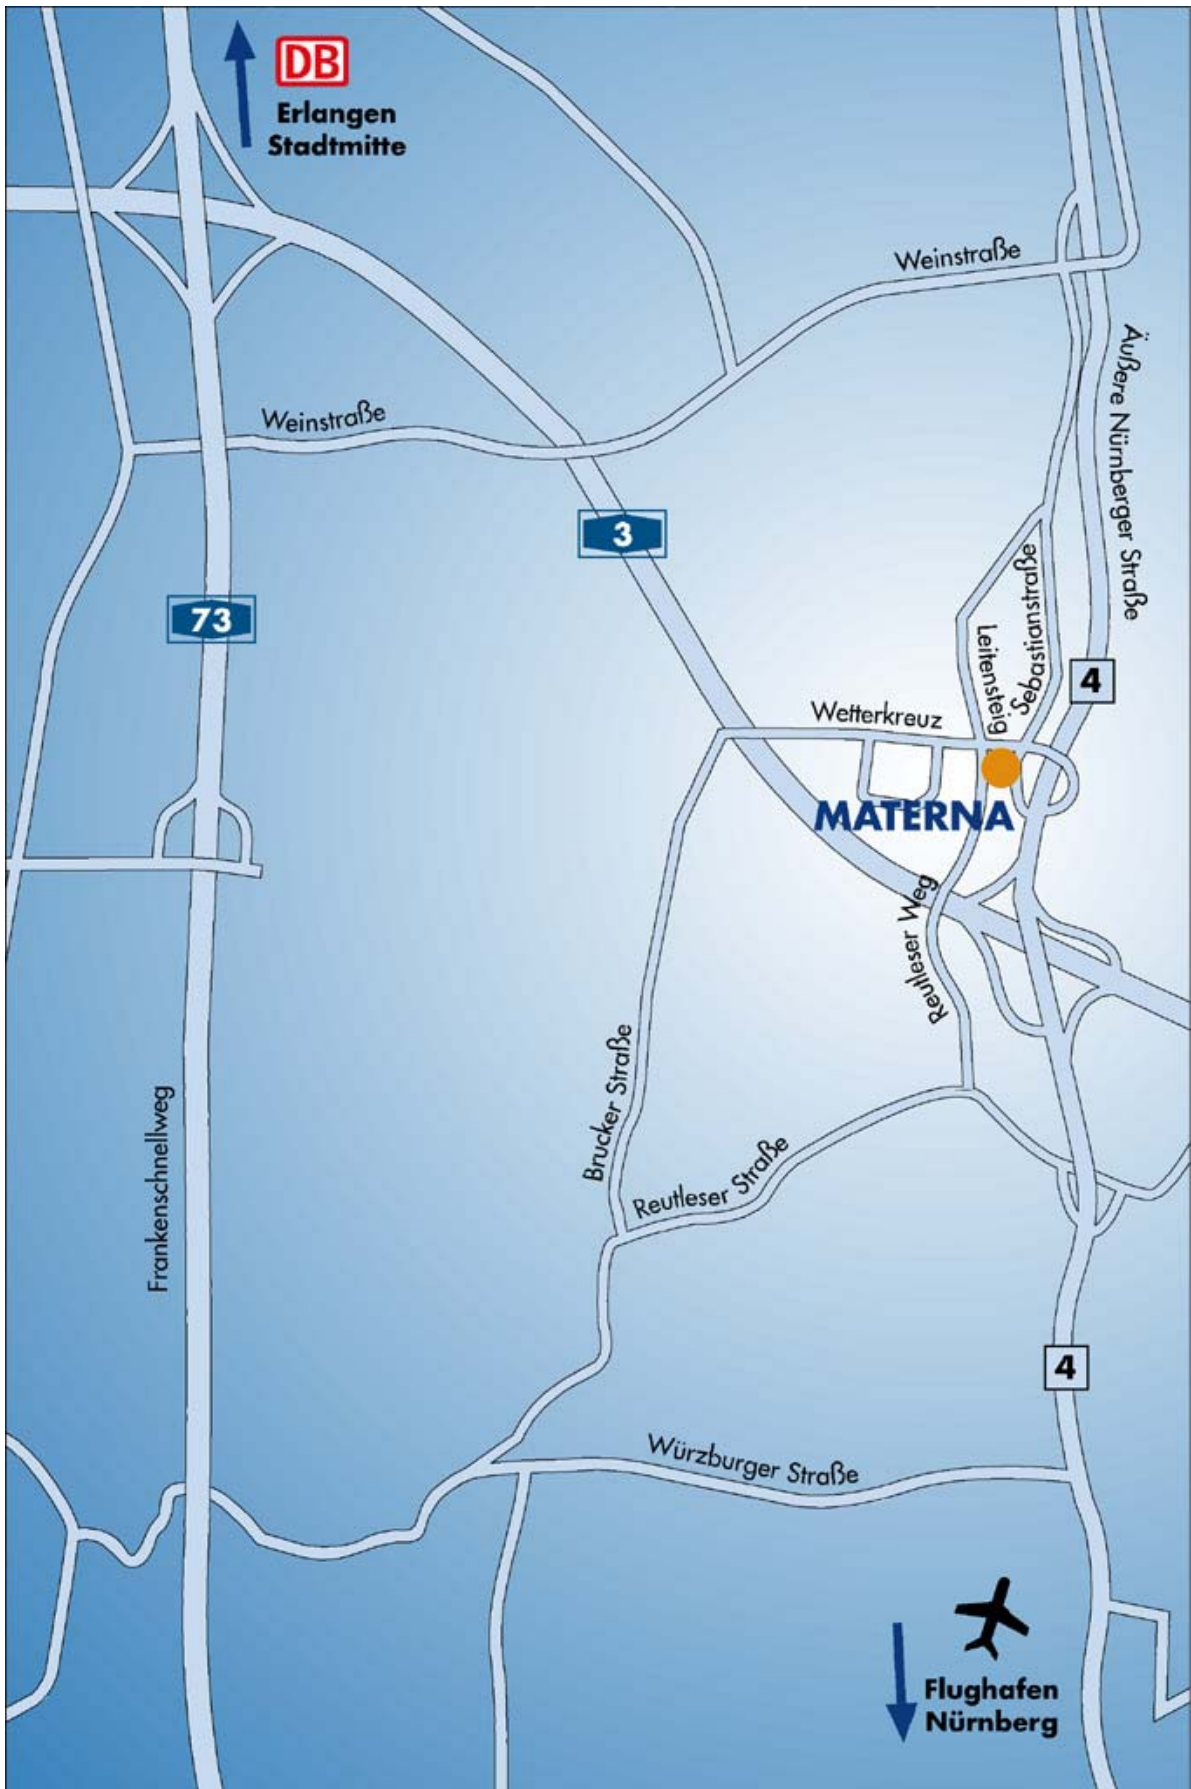 DB
Erlangen
Stadtmitte
Weinstraße
Äußere Nürnberger Straße
Weinstraße
3
73
Sebastianstraße
Leitensteig
4
Wetterkreuz
MATERNA
Reutleser Weg
Brucker Straße
Frankenschnellweg
Reutleser Straße
4
Würzburger Straße
Flughafen
Nürnberg